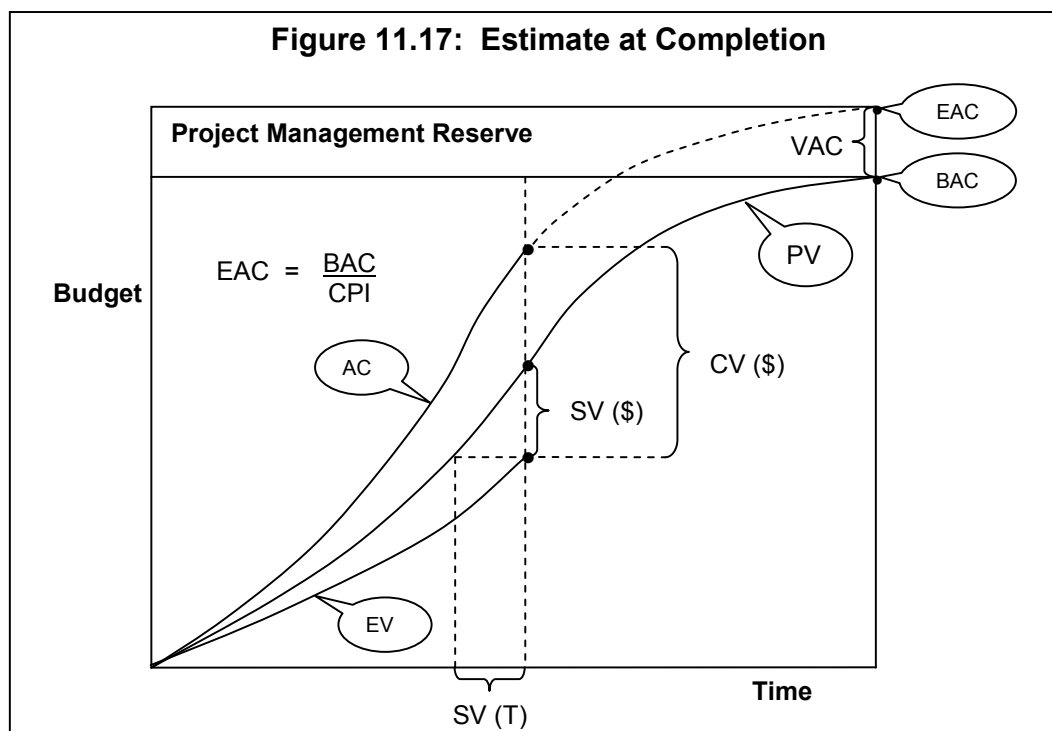 Figure 11.17: Estimate at Completion
EAC
Project Management Reserve
VAC
BAC
PV
EAC = BAC
CPI
Budget
AC
CV ($)
SV ($)
EV
Time
SV (T)